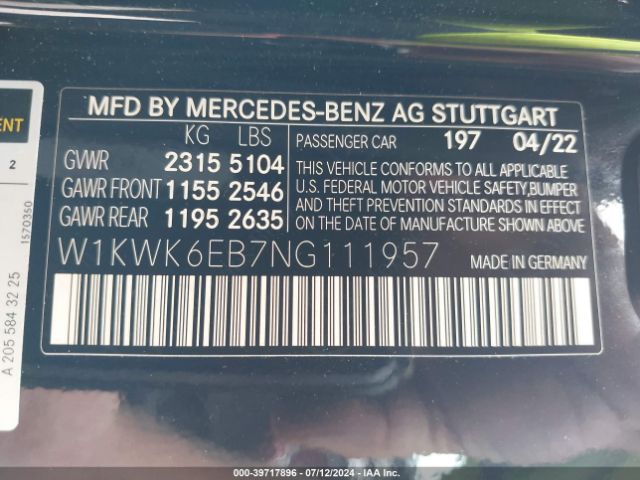 MFD BY MERCEDES-BENZ AG STUTTGART
KG LBS
PASSENGER CAR 197 04/22
GVWR 2315 5104
GAWR FRONT 1155 2546
GAWR REAR 1195 2635
THIS VEHICLE CONFORMS TO ALL APPLICABLE
U.S. FEDERAL MOTOR VEHICLE SAFETY, BUMPER
AND THEFT PREVENTION STANDARDS IN EFFECT
ON THE DATE OF MANUFACTURE SHOWN ABOVE.
W1KWK6EB7NG111957 MADE IN GERMANY
2
1570350
A 205 584 32 25
000-39717896 - 07/12/2024 - IAA Inc.